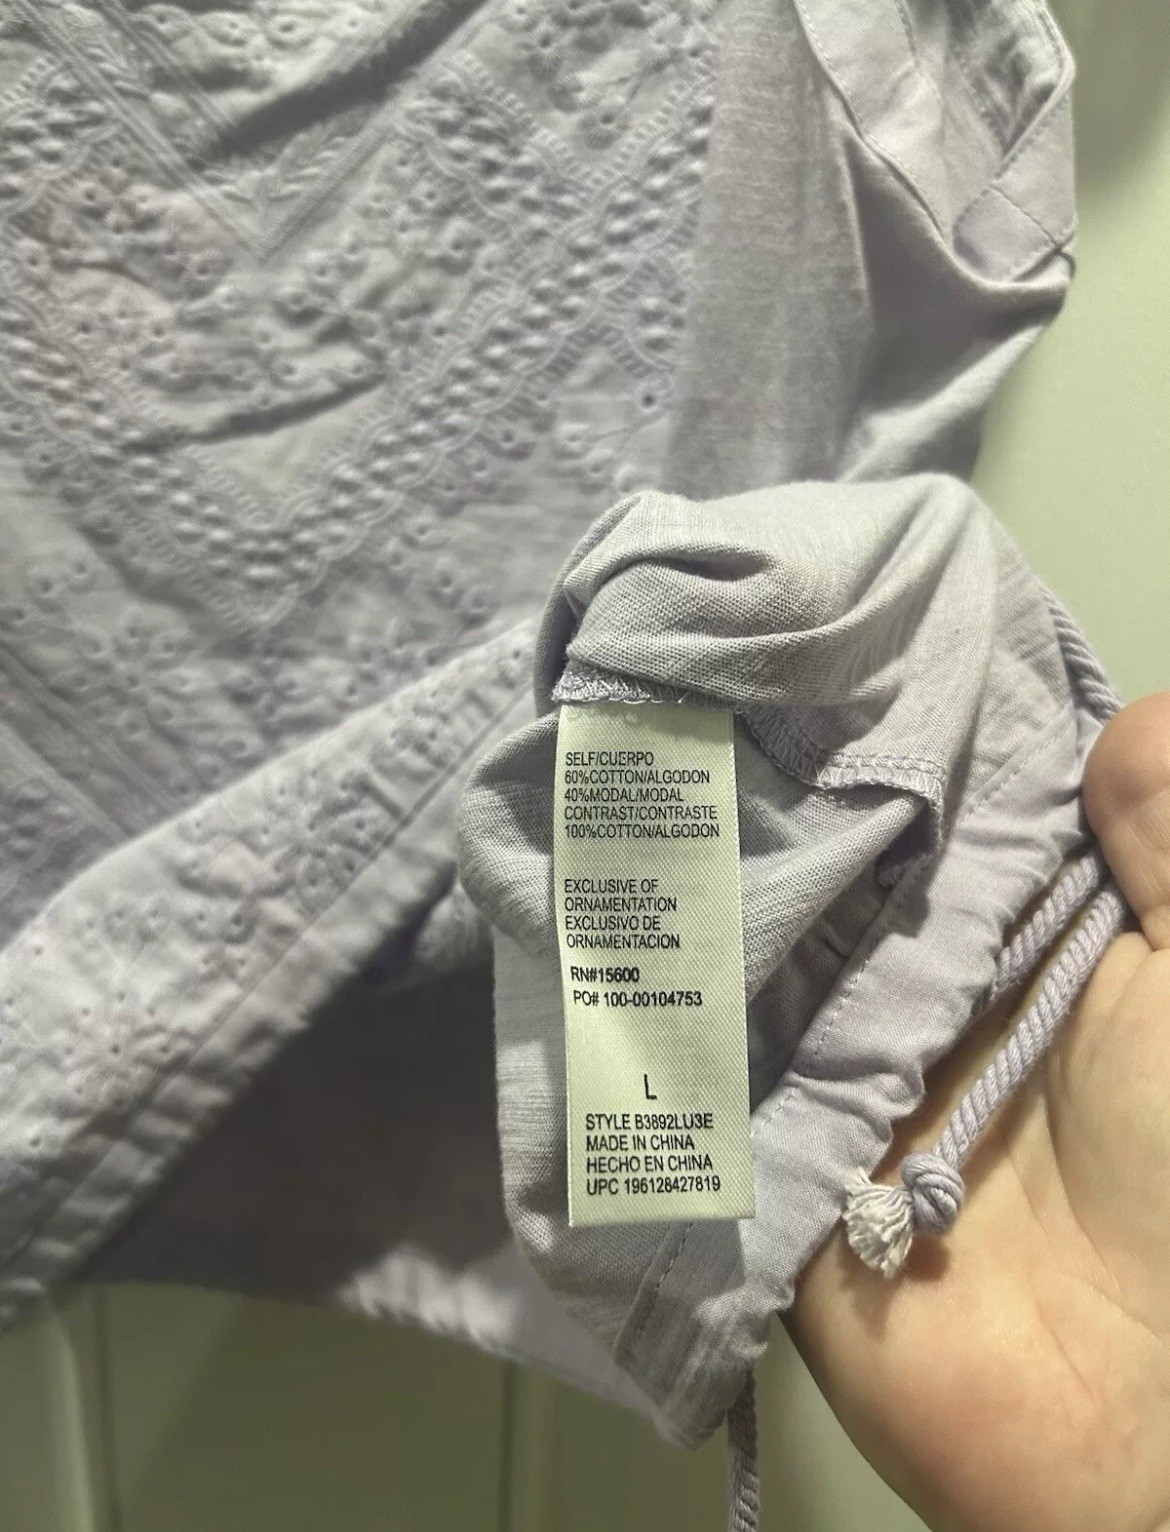 SELF/CUERPO
60%COTTON/ALGODON
40%MODAL/MODAL
CONTRAST/CONTRASTE
100%COTTON/ALGODON
EXCLUSIVE OF
ORNAMENTATION
EXCLUSIVO DE
ORNAMENTACION
RN#15600
PO# 100-00104753
L
STYLE B3892LU3E
MADE IN CHINA
HECHO EN CHINA
UPC 196128427819